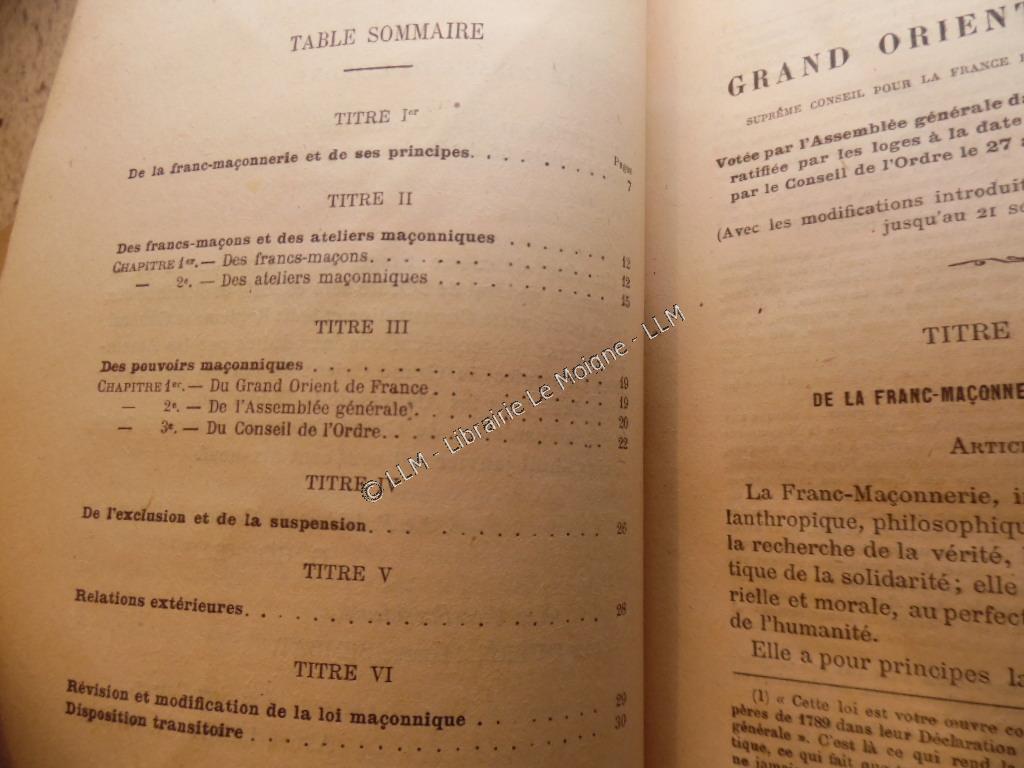 TABLE SOMMAIRE
TITRE Ier
Pages
De la franc-maçonnerie et de ses principes. . . . . . . . . 7
TITRE II
Des francs-maçons et des ateliers maçonniques . . . . . . 12
CHAPITRE 1er. — Des francs-maçons. . . . . . . . . . . 12
— 2e. — Des ateliers maçonniques . . . . . . . . . 15
TITRE III
Des pouvoirs maçonniques . . . . . . . . . . . . . . 19
CHAPITRE 1er. — Du Grand Orient de France . . . . . . . . 19
— 2e. — De l'Assemblée générale. . . . . . . . . . 20
— 3e. — Du Conseil de l'Ordre. . . . . . . . . . . 22
TITRE IV
De l'exclusion et de la suspension. . . . . . . . . . . . 26
TITRE V
Relations extérieures. . . . . . . . . . . . . . . . . 28
TITRE VI
Révision et modification de la loi maçonnique . . . . . . . 29
Disposition transitoire . . . . . . . . . . . . . . . . 30
© LLM - Librairie Le Moigne - LLM
GRAND ORIENT
SUPRÊME CONSEIL POUR LA FRANCE
Votée par l'Assemblée générale
ratifiée par les loges à la date
par le Conseil de l'Ordre le 27
(Avec les modifications
jusqu'au 21
TITRE
DE LA
ARTIC
La Franc-Maçonnerie,
lanthropique,
la recherche de la vérité,
tique de la solidarité; elle
rielle et morale, au
de l'humanité.
Elle a pour principes
(1) « Cette loi est votre œuvre
pères de 1789 dans leur Déclaration
générale ». C'est là ce qui rend
tique, ce qui fait